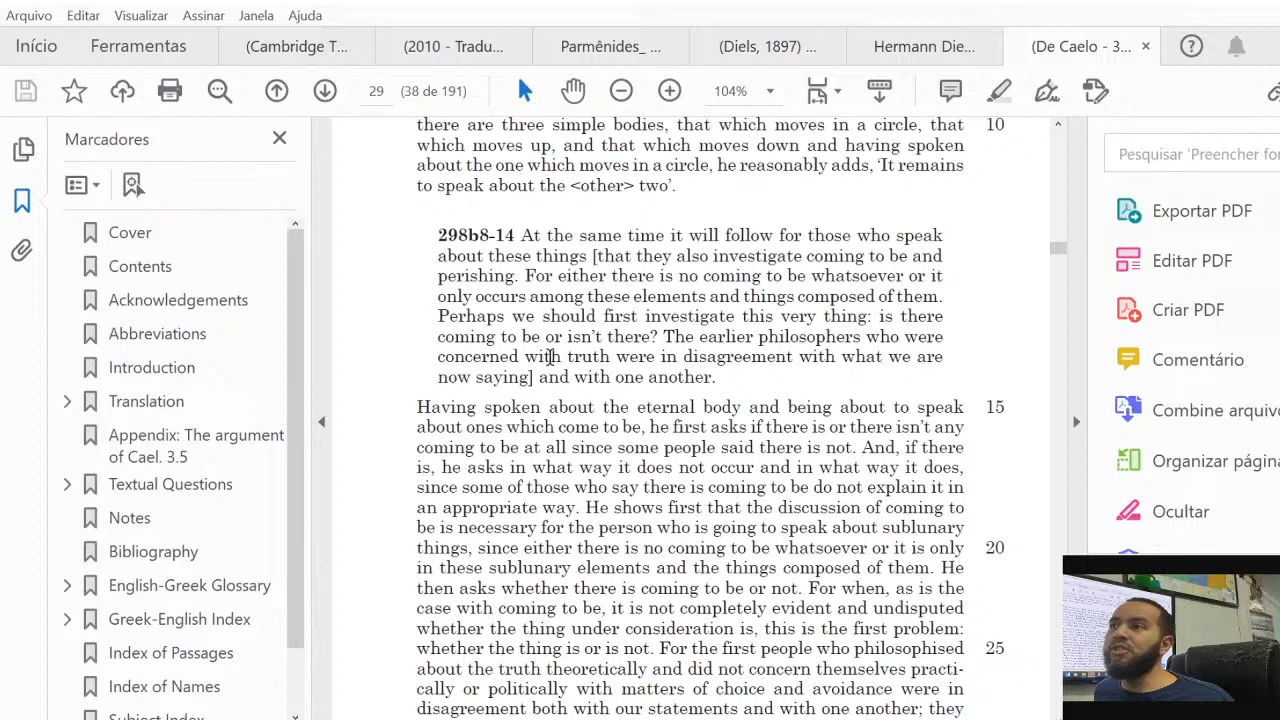 Arquivo Editar Visualizar Assinar Janela Ajuda
Início Ferramentas (Cambridge T... (2010 - Tradu... Parmênides_ ... (Diels, 1897) ... Hermann Die... (De Caelo - 3... ×
29 (38 de 191) 104%
Marcadores
Cover
Contents
Acknowledgements
Abbreviations
Introduction
Translation
Appendix: The argument
of Cael. 3.5
Textual Questions
Notes
Bibliography
English-Greek Glossary
Greek-English Index
Index of Passages
Index of Names
Subject Index
there are three simple bodies, that which moves in a circle, that 10
which moves up, and that which moves down and having spoken
about the one which moves in a circle, he reasonably adds, ‘It remains
to speak about the <other> two’.
298b8-14 At the same time it will follow for those who speak
about these things [that they also investigate coming to be and
perishing. For either there is no coming to be whatsoever or it
only occurs among these elements and things composed of them.
Perhaps we should first investigate this very thing: is there
coming to be or isn’t there? The earlier philosophers who were
concerned with truth were in disagreement with what we are
now saying] and with one another.
Having spoken about the eternal body and being about to speak 15
about ones which come to be, he first asks if there is or there isn’t any
coming to be at all since some people said there is not. And, if there
is, he asks in what way it does not occur and in what way it does,
since some of those who say there is coming to be do not explain it in
an appropriate way. He shows first that the discussion of coming to
be is necessary for the person who is going to speak about sublunary
things, since either there is no coming to be whatsoever or it is only 20
in these sublunary elements and the things composed of them. He
then asks whether there is coming to be or not. For when, as is the
case with coming to be, it is not completely evident and undisputed
whether the thing under consideration is, this is the first problem:
whether the thing is or is not. For the first people who philosophised 25
about the truth theoretically and did not concern themselves practi-
cally or politically with matters of choice and avoidance were in
disagreement both with our statements and with one another; they
Pesquisar 'Preencher for
Exportar PDF
Editar PDF
Criar PDF
Comentário
Combine arquivo
Organizar página
Ocultar